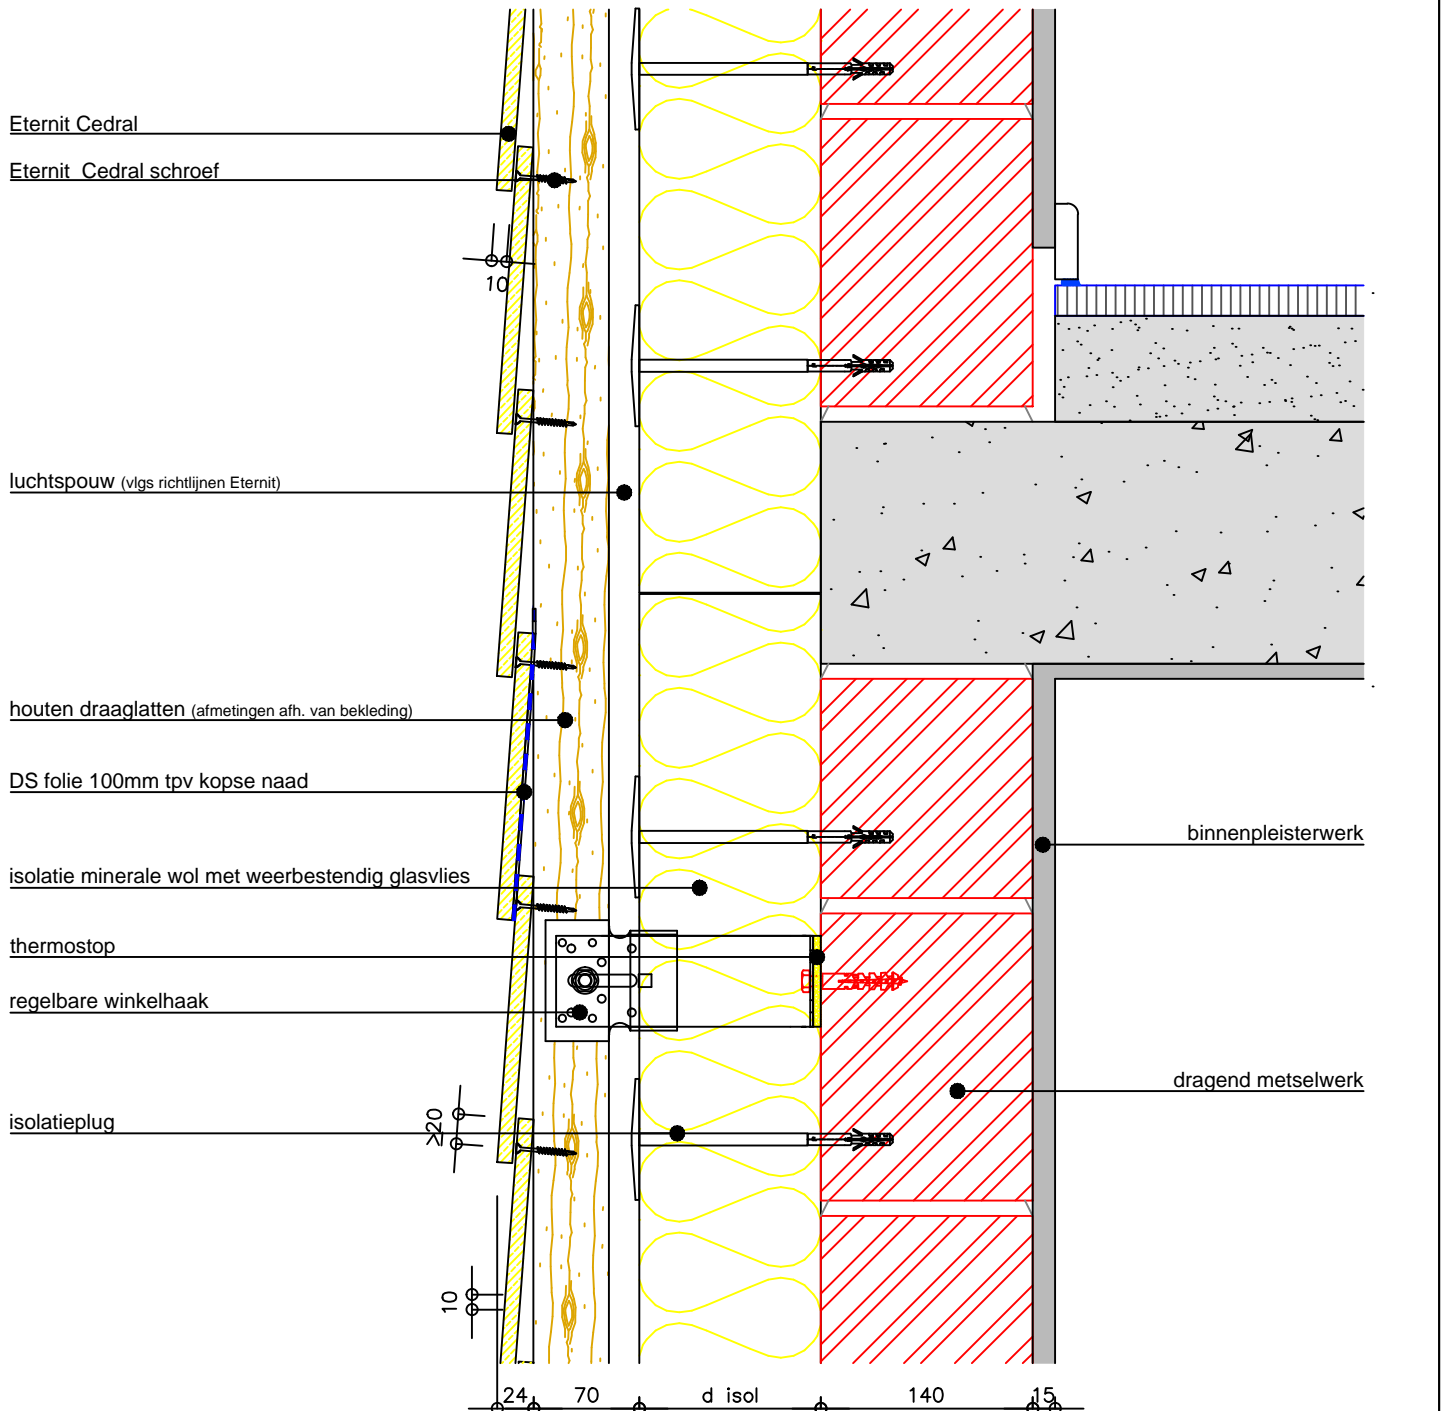 Eternit Cedral
Eternit Cedral schroef
10
luchtspouw (vlgs richtlijnen Eternit)
houten draaglatten (afmetingen afh. van bekleding)
DS folie 100mm tpv kopse naad
binnenpleisterwerk
isolatie minerale wol met weerbestendig glasvlies
thermostop
regelbare winkelhaak
dragend metselwerk
≥20
isolatieplug
10
24 70 d isol 140 15